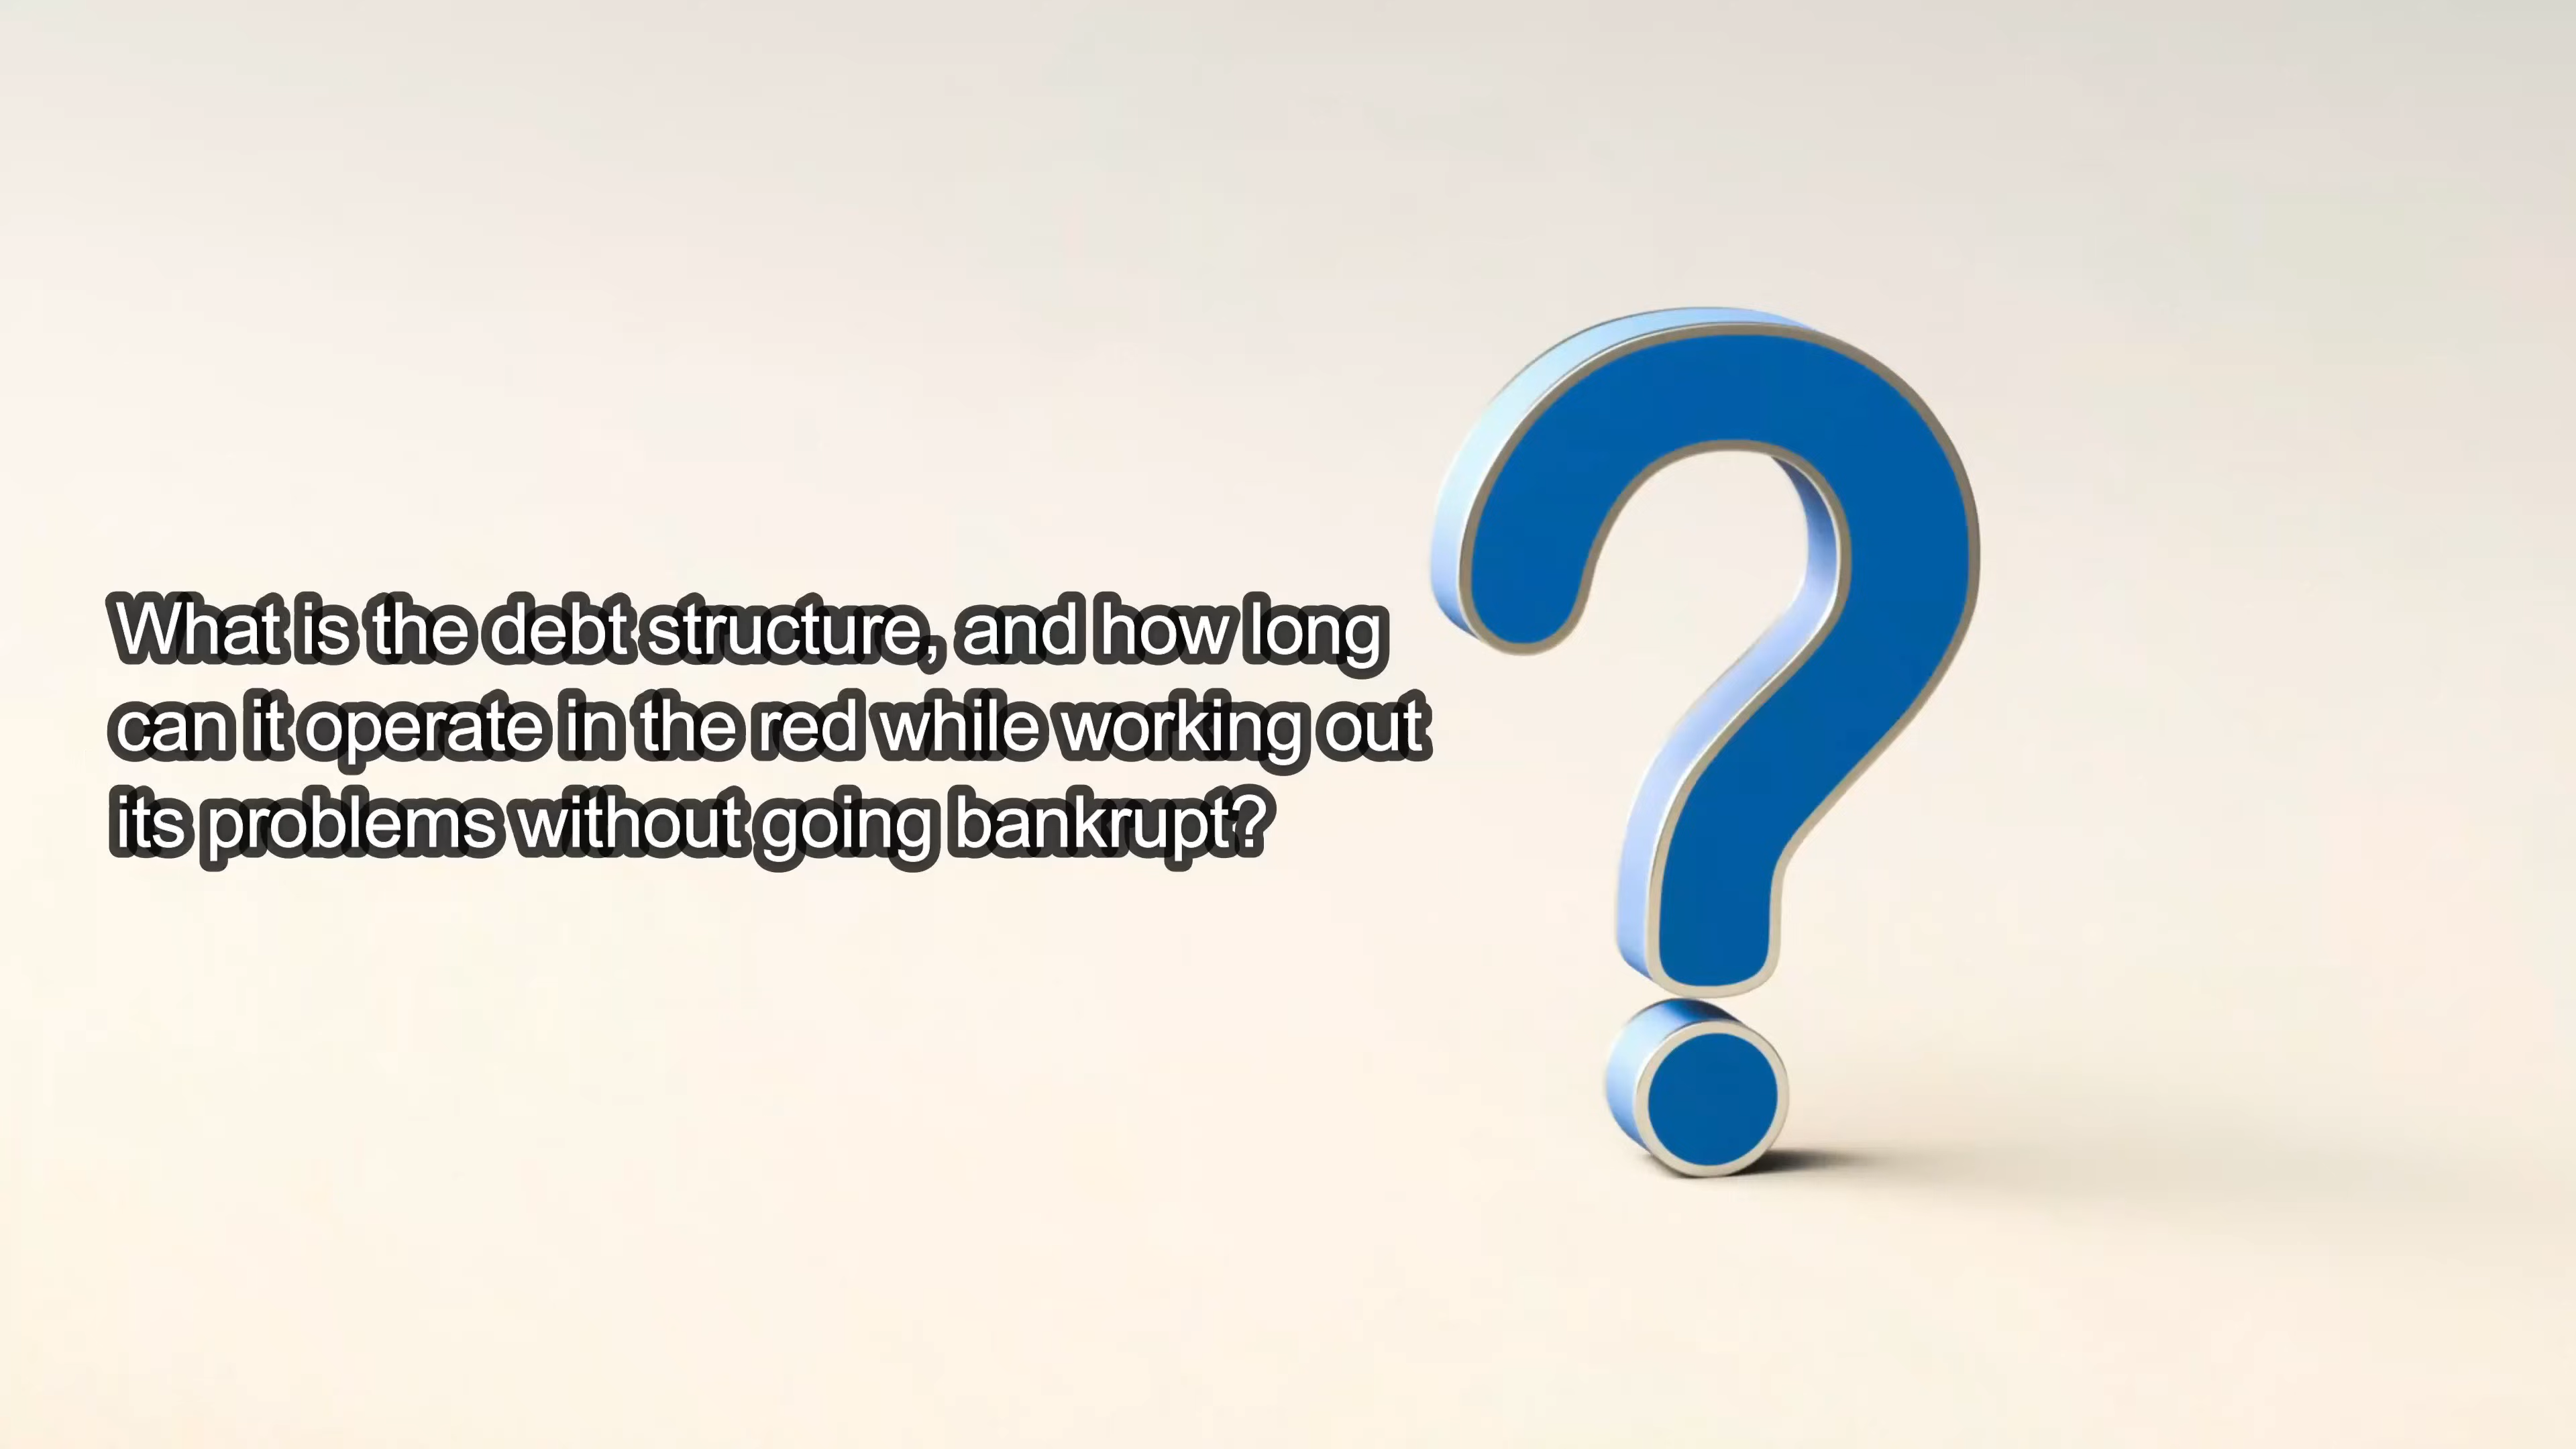 What is the debt structure, and how long
can it operate in the red while working out
its problems without going bankrupt?